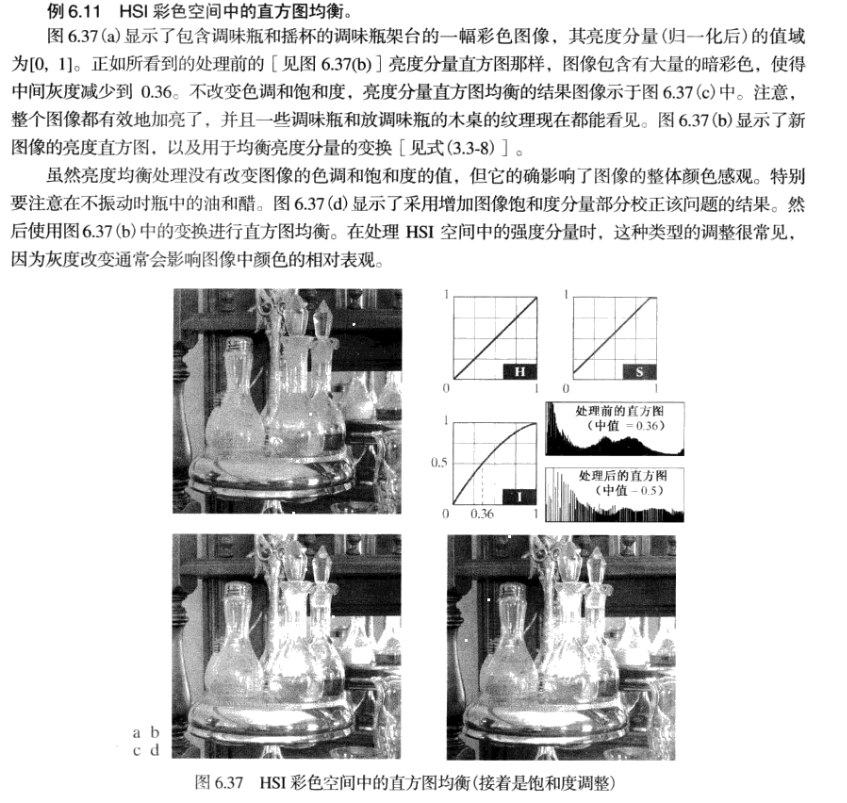 例 6.11 HSI 彩色空间中的直方图均衡。
图 6.37(a)显示了包含调味瓶和摇杯的调味瓶架台的一幅彩色图像，其亮度分量(归一化后)的值域
为[0, 1]。正如所看到的处理前的［见图 6.37(b)］亮度分量直方图那样，图像包含有大量的暗彩色，使得
中间灰度减少到 0.36。不改变色调和饱和度，亮度分量直方图均衡的结果图像示于图 6.37(c)中。注意，
整个图像都有效地加亮了，并且一些调味瓶和放调味瓶的木桌的纹理现在都能看见。图 6.37(b)显示了新
图像的亮度直方图，以及用于均衡亮度分量的变换［见式(3.3-8)］。
虽然亮度均衡处理没有改变图像的色调和饱和度的值，但它的确影响了图像的整体颜色感观。特别
要注意在不振动时瓶中的油和醋。图 6.37(d)显示了采用增加图像饱和度分量部分校正该问题的结果。然
后使用图6.37(b)中的变换进行直方图均衡。在处理 HSI 空间中的强度分量时，这种类型的调整很常见，
因为灰度改变通常会影响图像中颜色的相对表观。
1
H
0
1
1
S
0
1
处理前的直方图
（中值 =0.36）
1
0.5
I
0
0.36
1
处理后的直方图
（中值 = 0.5）
a b
c d
图 6.37 HSI 彩色空间中的直方图均衡(接着是饱和度调整)